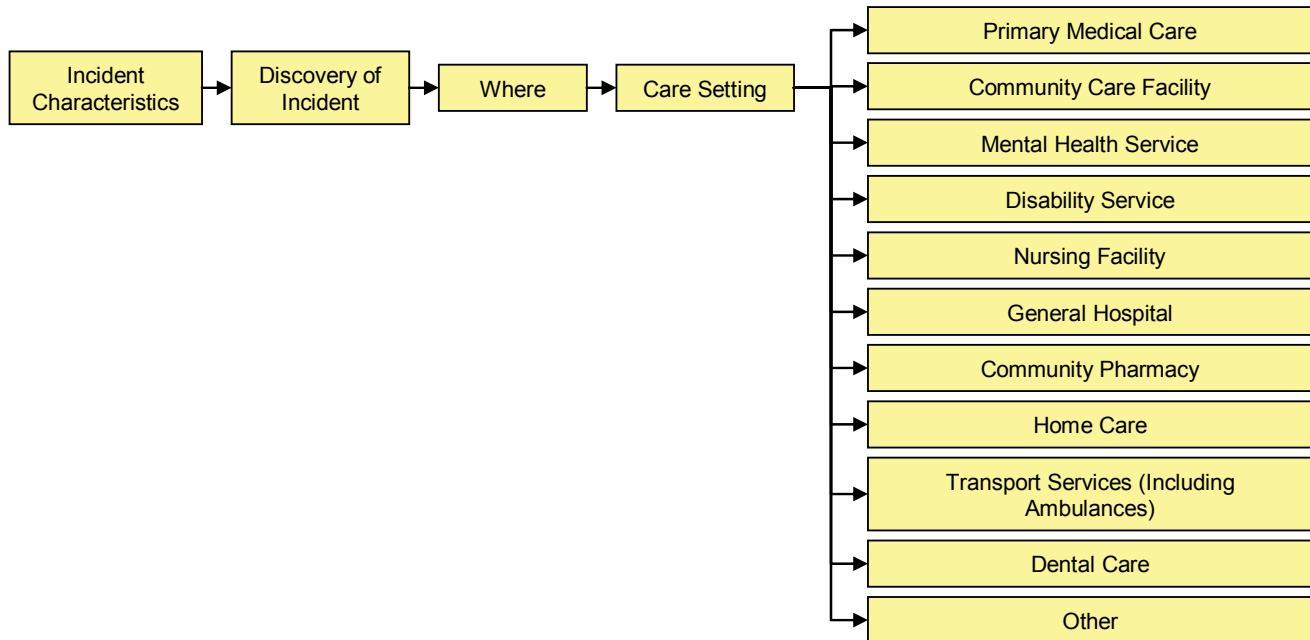 Incident
Characteristics
Discovery of
Incident
Where
Care Setting
Primary Medical Care
Community Care Facility
Mental Health Service
Disability Service
Nursing Facility
General Hospital
Community Pharmacy
Home Care
Transport Services (Including
Ambulances)
Dental Care
Other